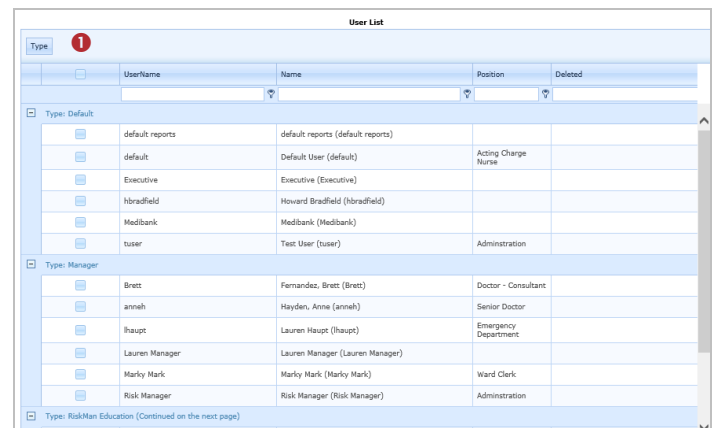 User List
Type 1
UserName Name Position Deleted
Type: Default
default reports default reports (default reports)
default Default User (default) Acting Charge
Nurse
Executive Executive (Executive)
hbradfield Howard Bradfield (hbradfield)
Medibank Medibank (Medibank)
tuser Test User (tuser) Adminstration
Type: Manager
Brett Fernandez, Brett (Brett) Doctor - Consultant
anneh Hayden, Anne (anneh) Senior Doctor
lhaupt Lauren Haupt (lhaupt) Emergency
Department
Lauren Manager Lauren Manager (Lauren Manager)
Marky Mark Marky Mark (Marky Mark) Ward Clerk
Risk Manager Risk Manager (Risk Manager) Adminstration
Type: RiskMan Education (Continued on the next page)